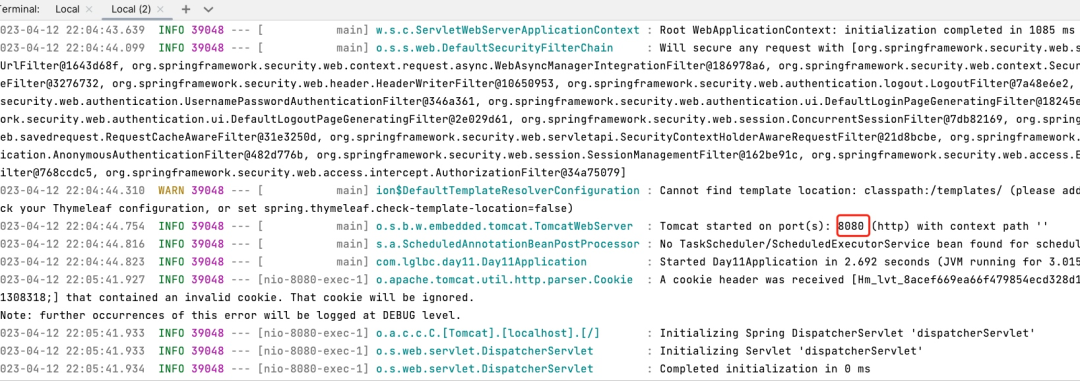 erminal: Local × Local (2) × + ∨
023-04-12 22:04:43.639  INFO 39048 --- [           main] w.s.c.ServletWebServerApplicationContext : Root WebApplicationContext: initialization completed in 1085 ms
023-04-12 22:04:44.099  INFO 39048 --- [           main] o.s.s.web.DefaultSecurityFilterChain     : Will secure any request with [org.springframework.security.web.s
UrlFilter@1643d68f, org.springframework.security.web.context.request.async.WebAsyncManagerIntegrationFilter@186978a6, org.springframework.security.web.context.Secu
eFilter@3276732, org.springframework.security.web.header.HeaderWriterFilter@10650953, org.springframework.security.web.authentication.logout.LogoutFilter@7a48e6e2,
security.web.authentication.UsernamePasswordAuthenticationFilter@346a361, org.springframework.security.web.authentication.ui.DefaultLoginPageGeneratingFilter@18245e
ork.security.web.authentication.ui.DefaultLogoutPageGeneratingFilter@2e029d61, org.springframework.security.web.session.ConcurrentSessionFilter@7db82169, org.spring
eb.savedrequest.RequestCacheAwareFilter@31e3250d, org.springframework.security.web.servletapi.SecurityContextHolderAwareRequestFilter@21d8bcbe, org.springframework.
ication.AnonymousAuthenticationFilter@482d776b, org.springframework.security.web.session.SessionManagementFilter@162be91c, org.springframework.security.web.access.E
ilter@768ccdc5, org.springframework.security.web.access.intercept.AuthorizationFilter@34a75079]
023-04-12 22:04:44.310  WARN 39048 --- [           main] ion$DefaultTemplateResolverConfiguration : Cannot find template location: classpath:/templates/ (please add
ck your Thymeleaf configuration, or set spring.thymeleaf.check-template-location=false)
023-04-12 22:04:44.754  INFO 39048 --- [           main] o.s.b.w.embedded.tomcat.TomcatWebServer  : Tomcat started on port(s): 8080 (http) with context path ''
023-04-12 22:04:44.816  INFO 39048 --- [           main] s.a.ScheduledAnnotationBeanPostProcessor : No TaskScheduler/ScheduledExecutorService bean found for schedul
023-04-12 22:04:44.823  INFO 39048 --- [           main] com.lglbc.day11.Day11Application         : Started Day11Application in 2.692 seconds (JVM running for 3.015
023-04-12 22:05:41.927  INFO 39048 --- [nio-8080-exec-1] o.apache.tomcat.util.http.parser.Cookie  : A cookie header was received [Hm_lvt_8acef669ea66f479854ecd328d1
1308318;] that contained an invalid cookie. That cookie will be ignored.
Note: further occurrences of this error will be logged at DEBUG level.
023-04-12 22:05:41.933  INFO 39048 --- [nio-8080-exec-1] o.a.c.c.C.[Tomcat].[localhost].[/]       : Initializing Spring DispatcherServlet 'dispatcherServlet'
023-04-12 22:05:41.933  INFO 39048 --- [nio-8080-exec-1] o.s.web.servlet.DispatcherServlet        : Initializing Servlet 'dispatcherServlet'
023-04-12 22:05:41.934  INFO 39048 --- [nio-8080-exec-1] o.s.web.servlet.DispatcherServlet        : Completed initialization in 0 ms